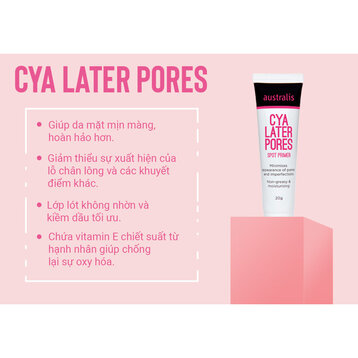 CYA LATER PORES
Giúp da mặt mịn màng,
hoàn hảo hơn.
Giảm thiểu sự xuất hiện của
lỗ chân lông và các khuyết
điểm khác.
Lớp lót không nhờn và
kiềm dầu tối ưu.
Chứa vitamin E chiết suất từ
hạnh nhân giúp chống
lại sự oxy hóa.
australis
CYA
LATER
PORES
SPOT PRIMER
Minimises
appearance of pores
and imperfections
Non-greasy &
moisturising
20g